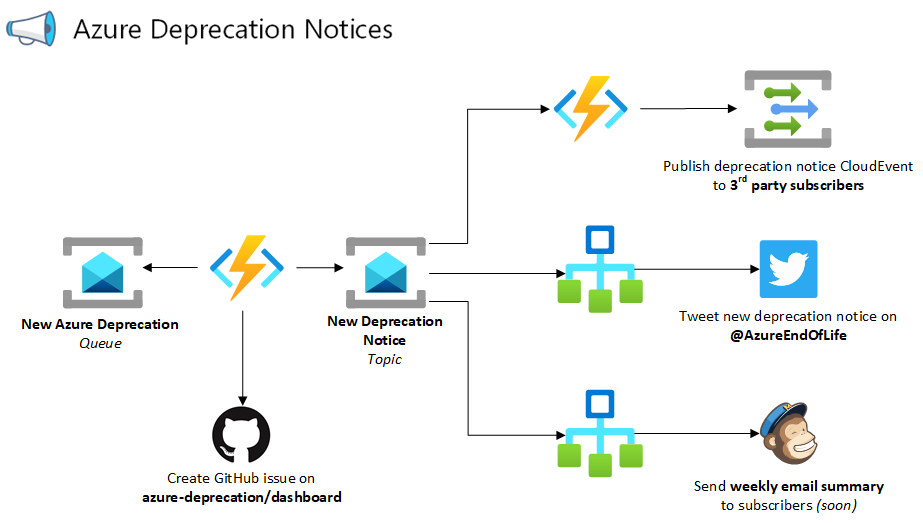 Azure Deprecation Notices
Publish deprecation notice CloudEvent
to 3rd party subscribers
New Azure Deprecation
Queue
New Deprecation
Notice
Topic
Tweet new deprecation notice on
@AzureEndOfLife
Create GitHub issue on
azure-deprecation/dashboard
Send weekly email summary
to subscribers (soon)